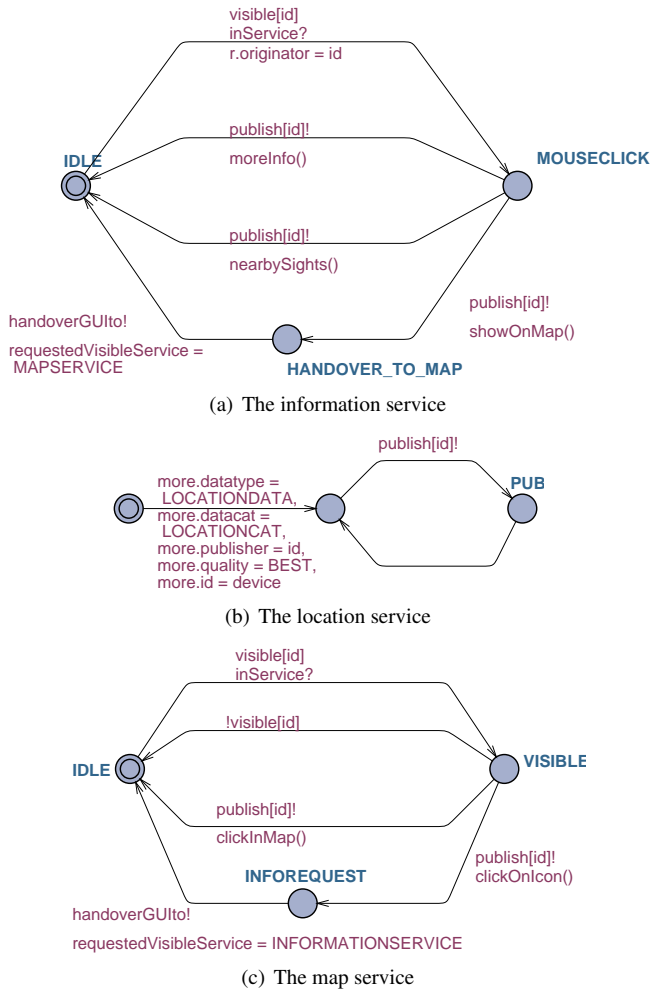 visible[id]
inService?
r.originator = id
publish[id]!
IDLE
moreInfo()
MOUSECLICK
publish[id]!
nearbySights()
handoverGUIto!
requestedVisibleService =
MAPSERVICE
publish[id]!
showOnMap()
HANDOVER_TO_MAP
(a) The information service
publish[id]!
more.datatype =
LOCATIONDATA,
more.datacat =
LOCATIONCAT,
more.publisher = id,
more.quality = BEST,
more.id = device
PUB
(b) The location service
visible[id]
inService?
!visible[id]
IDLE
VISIBLE
publish[id]!
clickInMap()
publish[id]!
clickOnIcon()
INFOREQUEST
handoverGUIto!
requestedVisibleService = INFORMATIONSERVICE
(c) The map service